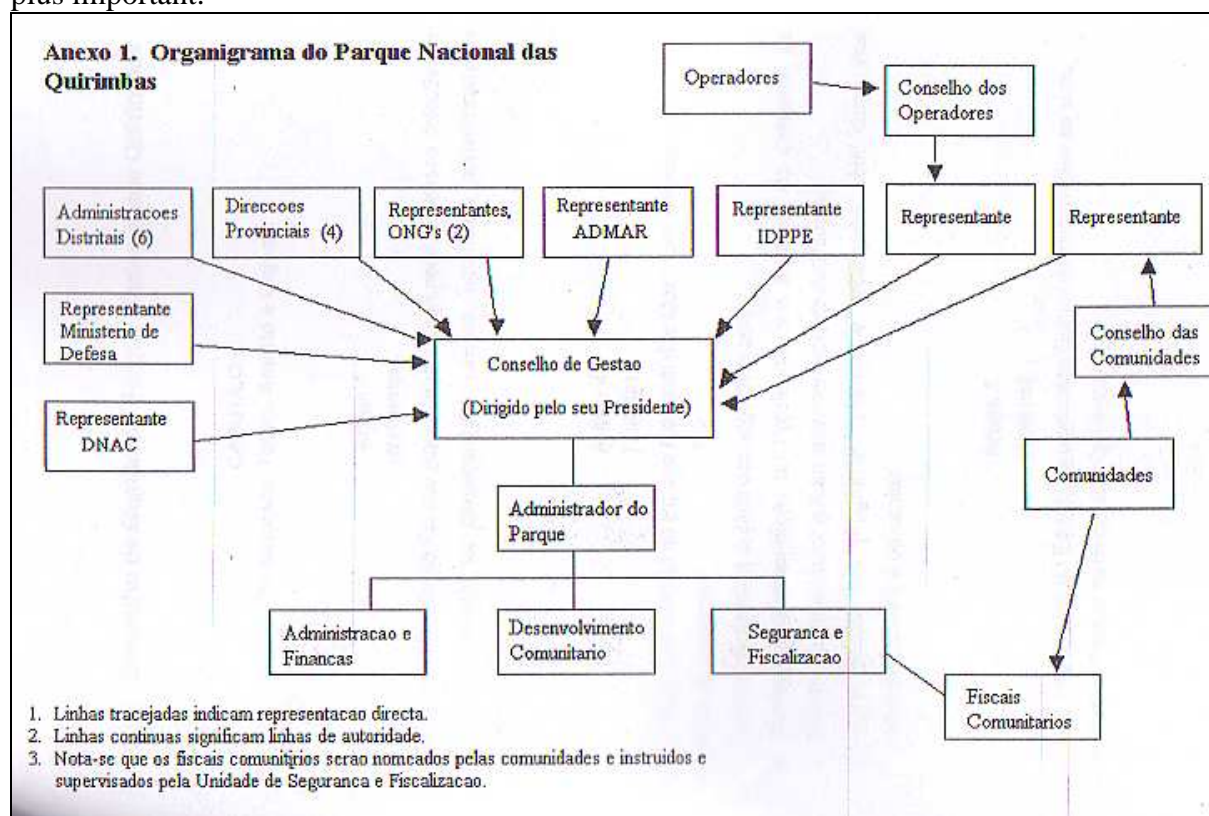 plus important.
Anexo 1. Organigrama do Parque Nacional das
Quirimbas
Operadores
Conselho dos
Operadores
Administracoes
Distritais (6)
Direccoes
Provinciais (4)
Representantes,
ONG's (2)
Representante
ADMAR
Representante
IDPPE
Representante
Representante
Representante
Ministerio de
Defesa
Conselho de Gestao
(Dirigido pelo seu Presidente)
Conselho das
Comunidades
Representante
DNAC
Comunidades
Administrador do
Parque
Administracao e
Financas
Desenvolvimento
Comunitario
Seguranca e
Fiscalizacao
Fiscais
Comunitarios
1. Linhas tracejadas indicam representacao directa.
2. Linhas continuas significam linhas de autoridade.
3. Nota-se que os fiscais serao nomeados pelas comunidades e instruidos e
supervisados pela Unidade de Seguranca e Fiscalizacao.